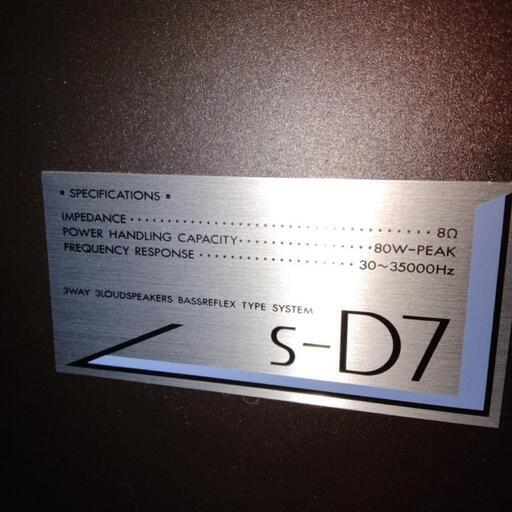 ▪ SPECIFICATIONS ▪
IMPEDANCE 8Ω
POWER HANDLING CAPACITY 80W-PEAK
FREQUENCY RESPONSE 30~35000Hz
3WAY 3LOUDSPEAKERS BASSREFLEX TYPE SYSTEM
S-D7